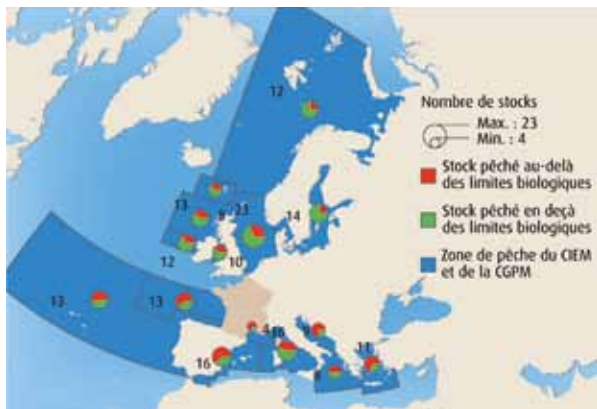 12
Nombre de stocks
Max. : 23
Min. : 4
Stock pêché au-delà
des limites biologiques
Stock pêché en deçà
des limites biologiques
Zone de pêche du CIEM
et de la CGPM
13
23
14
12
10
13
13
4
16
11